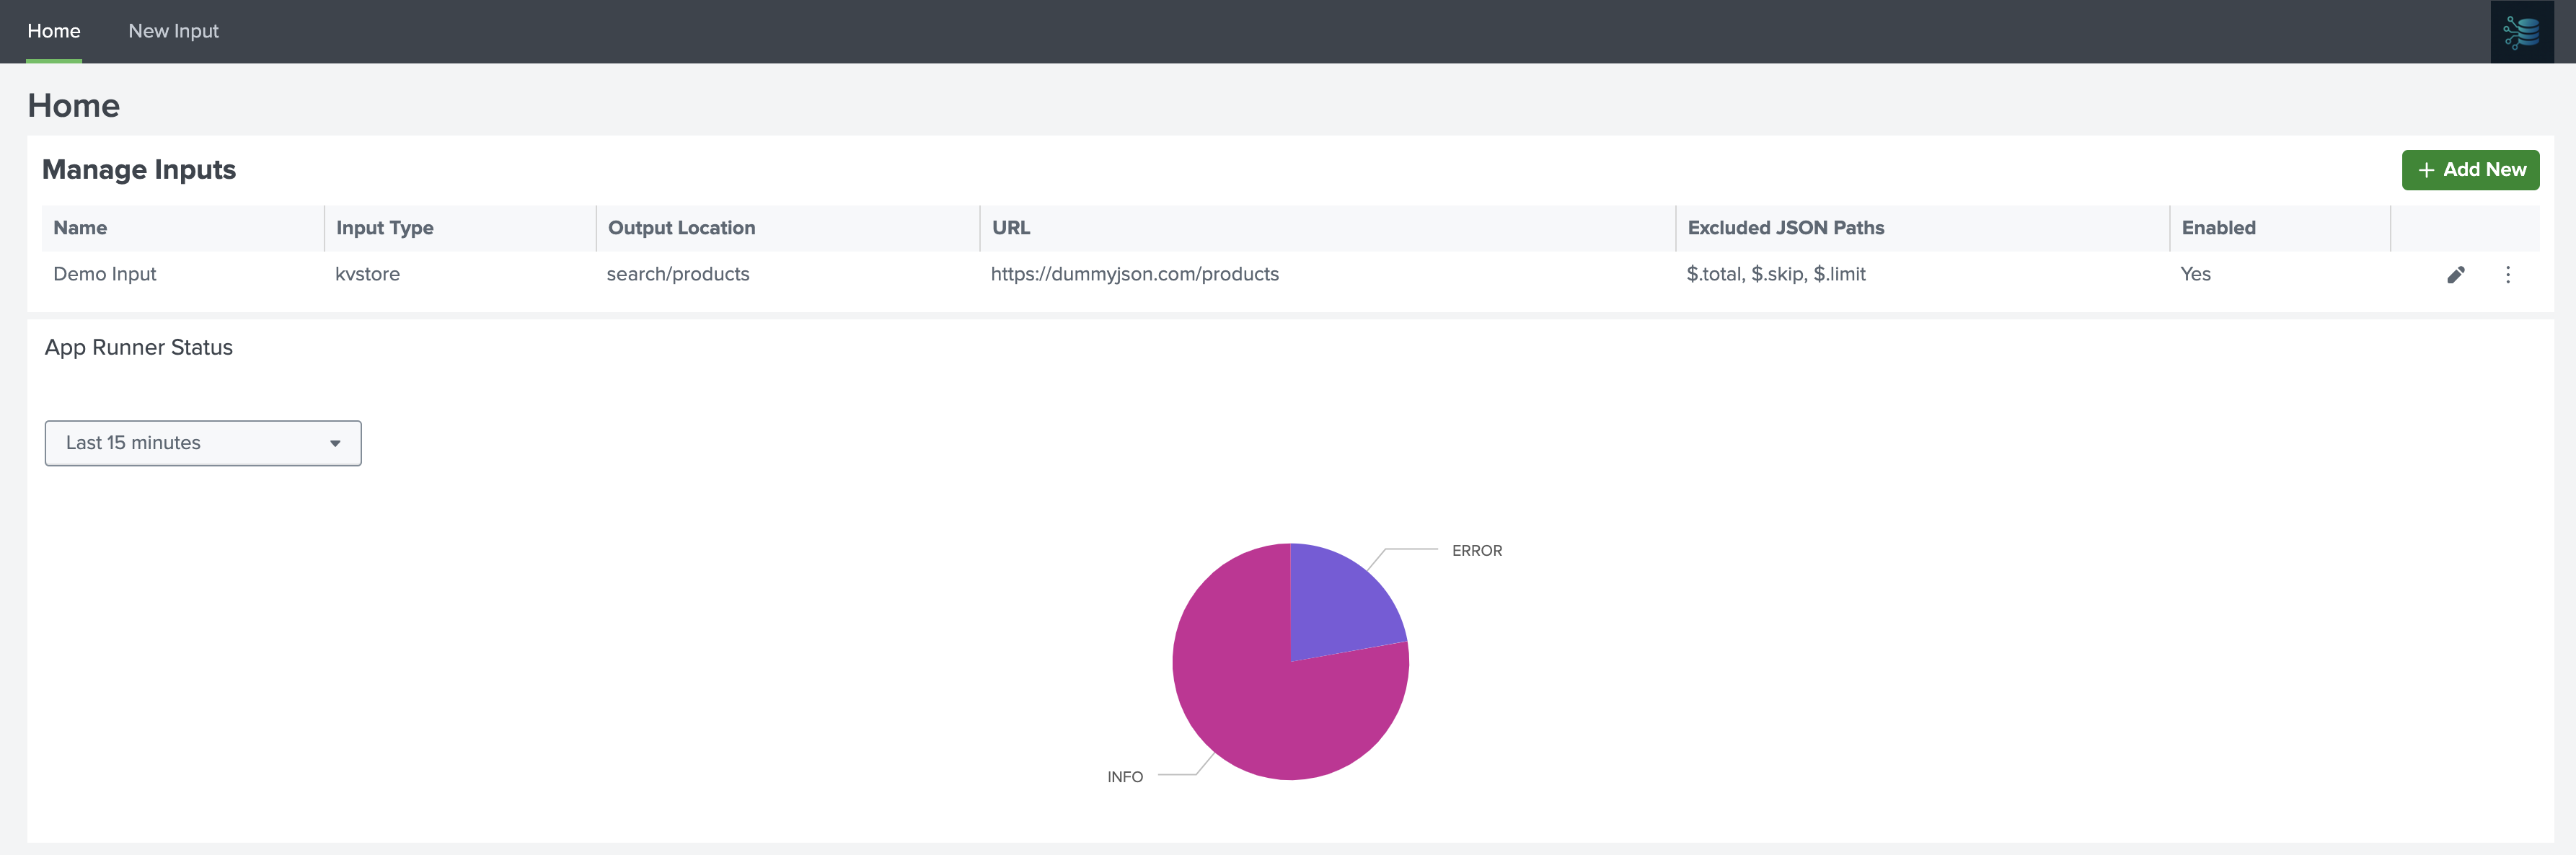 Home New Input
Home
Manage Inputs
+ Add New
Name Input Type Output Location URL Excluded JSON Paths Enabled
Demo Input kvstore search/products https://dummyjson.com/products $.total, $.skip, $.limit Yes
App Runner Status
Last 15 minutes
ERROR
INFO